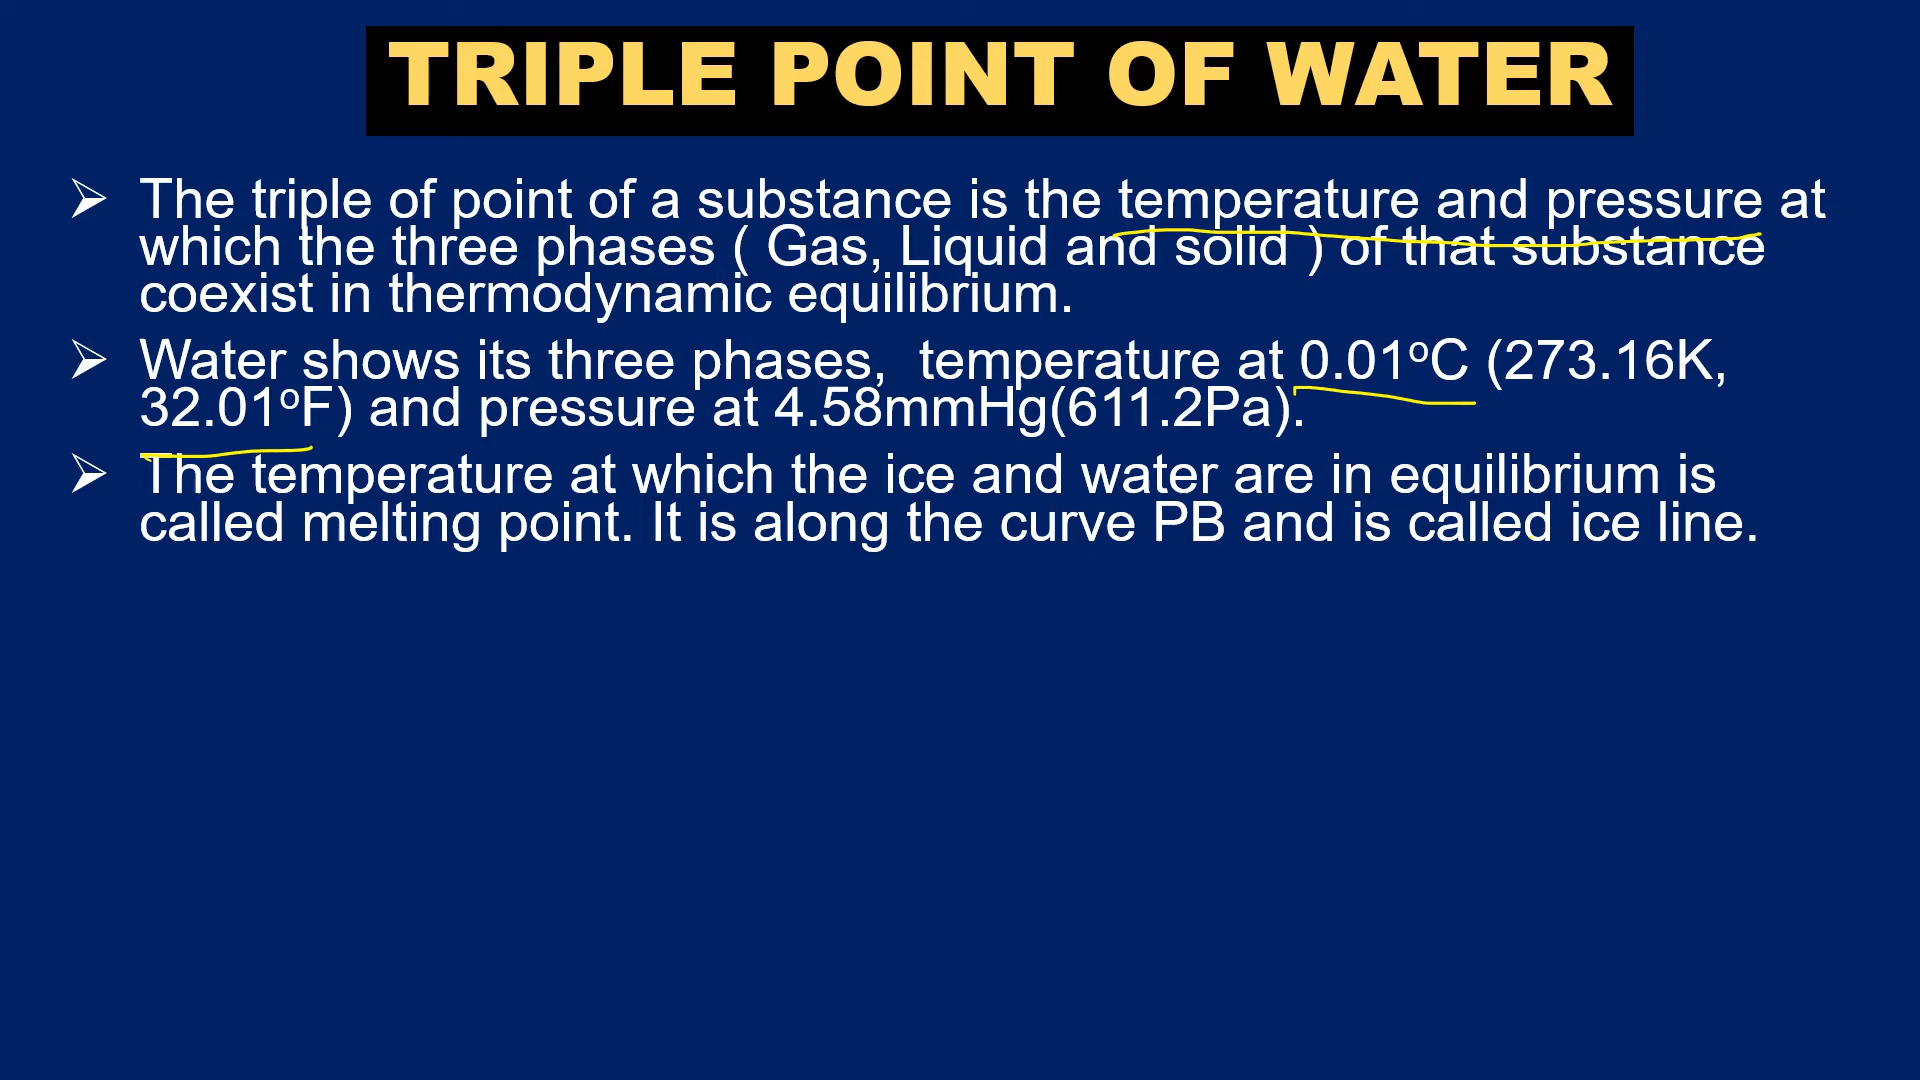 TRIPLE POINT OF WATER
➢ The triple of point of a substance is the temperature and pressure at
which the three phases ( Gas, Liquid and solid ) of that substance
coexist in thermodynamic equilibrium.
➢ Water shows its three phases,  temperature at 0.01ºC (273.16K,
32.01ºF) and pressure at 4.58mmHg(611.2Pa).
➢ The temperature at which the ice and water are in equilibrium is
called melting point. It is along the curve PB and is called ice line.